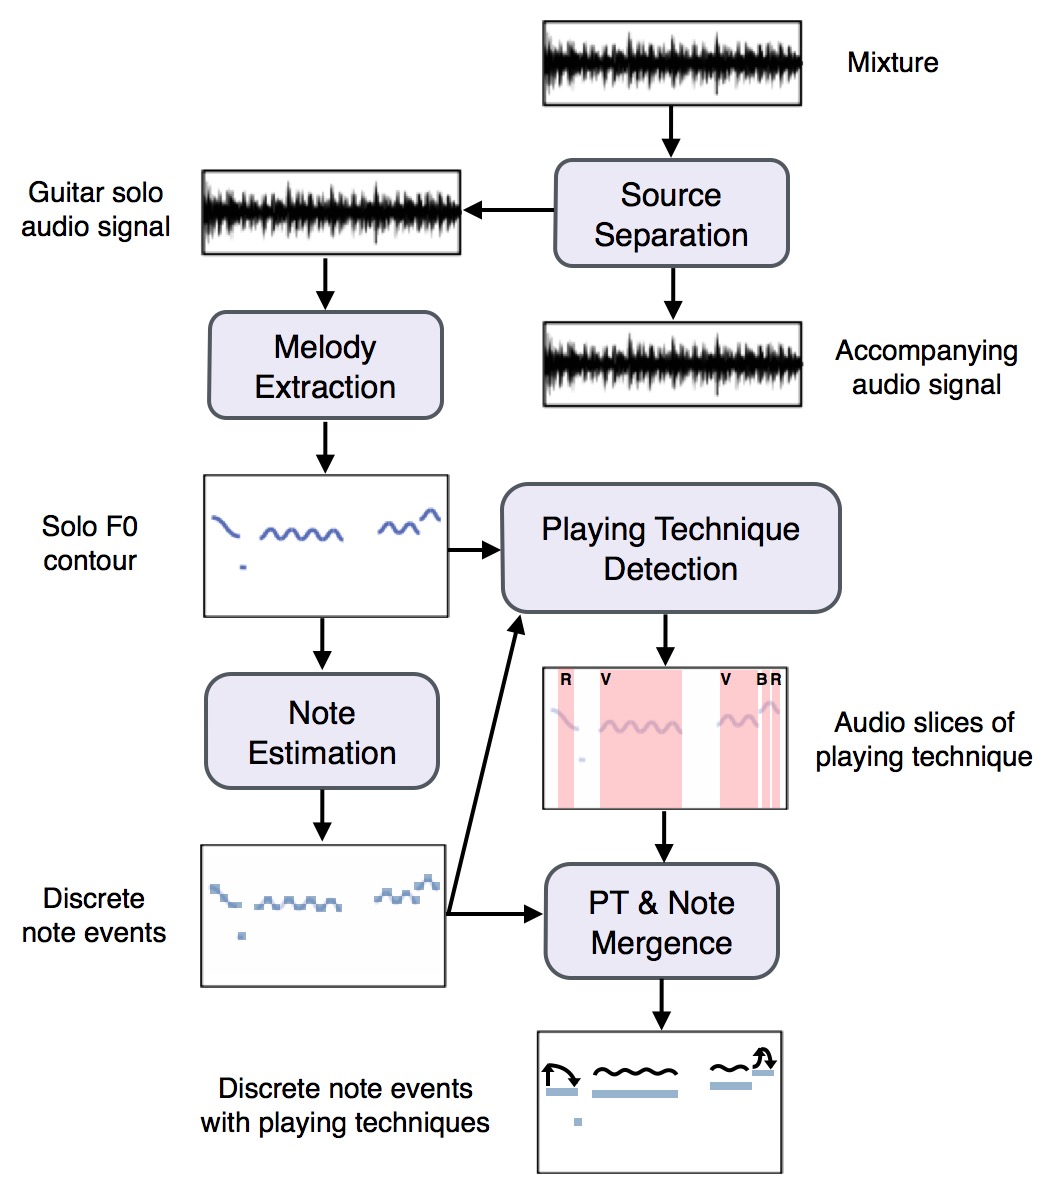 Mixture
Source
Separation
Guitar solo
audio signal
Melody
Extraction
Accompanying
audio signal
Solo F0
contour
Playing Technique
Detection
R V V B R
Audio slices of
playing technique
Note
Estimation
Discrete
note events
PT & Note
Mergence
Discrete note events
with playing techniques